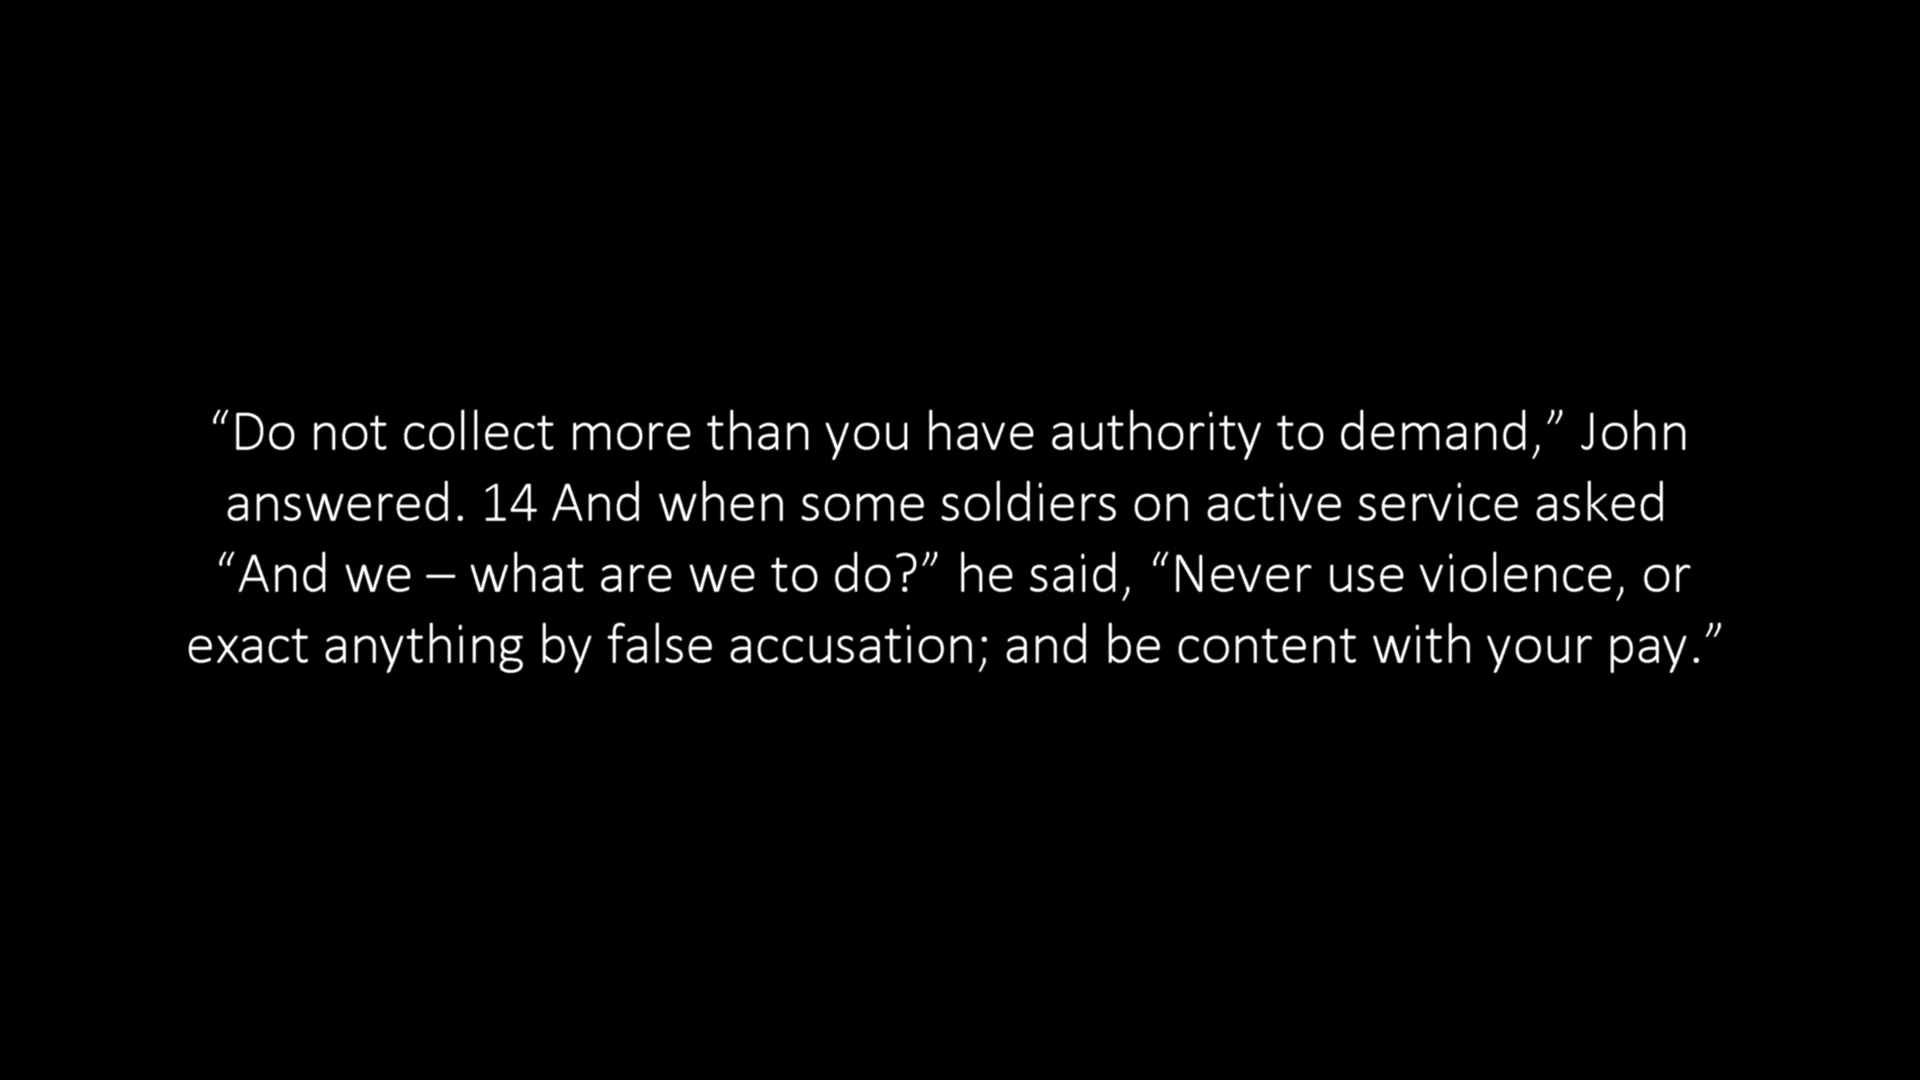 “Do not collect more than you have authority to demand,” John
answered. 14 And when some soldiers on active service asked
“And we – what are we to do?” he said, “Never use violence, or
exact anything by false accusation; and be content with your pay.”